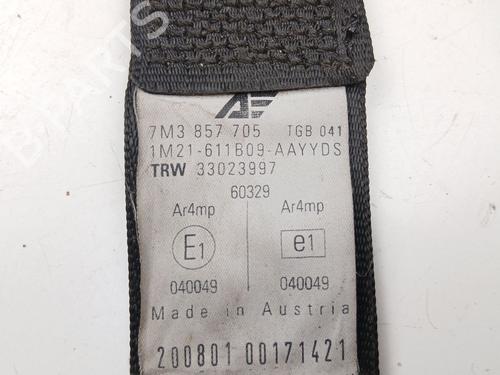 7M3 857 705 TGB 041
1M21-611B09-AAYYDS
TRW 33023997
60329
Ar4mp Ar4mp
E1 e1
040049 040049
Made in Austria
200801 00171421